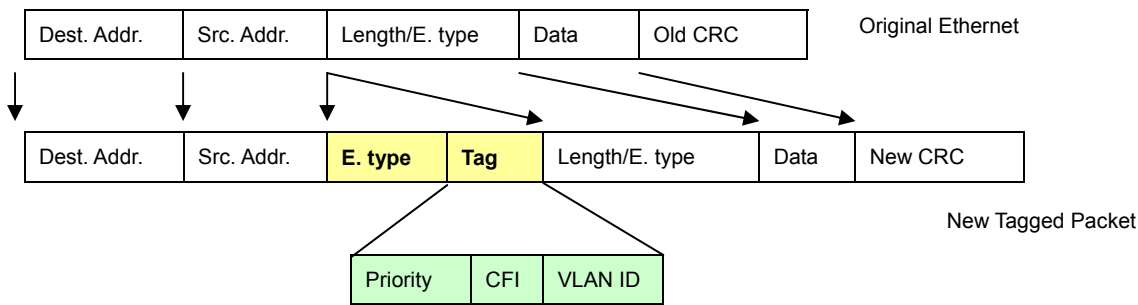 Dest. Addr. Src. Addr. Length/E. type Data Old CRC Original Ethernet
Dest. Addr. Src. Addr. E. type Tag Length/E. type Data New CRC
New Tagged Packet
Priority CFI VLAN ID